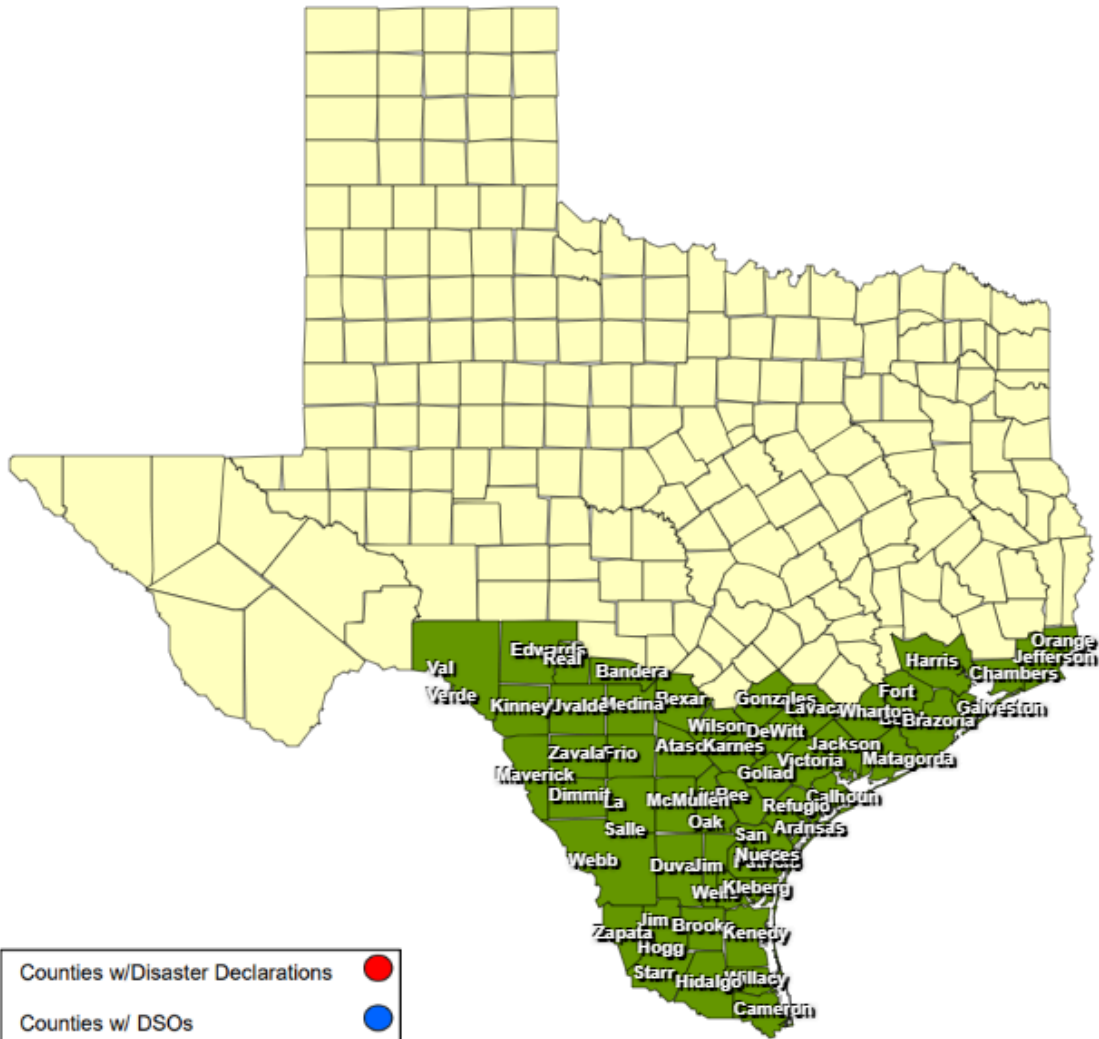 Orange
Edwards
Real
Harris
Jefferson
Val
Bandera
Chambers
Verde
Kinney
Uvalde
Medina
Bexar
Gonzales
Lavaca
Fort
Wharton
Brazoria
Galveston
Wilson
DeWitt
Zavala
Frio
Karnes
Jackson
Victoria
Matagorda
Maverick
Goliad
Dimmit
La
McMullen
Bee
Calhoun
Refugio
Salle
Oak
San
Aransas
Webb
Duval
Jim
Nueces
Wells
Kleberg
Jim
Brooks
Zapata
Kenedy
Hogg
Starr
Hidalgo
Willacy
Cameron
Counties w/Disaster Declarations
Counties w/ DSOs